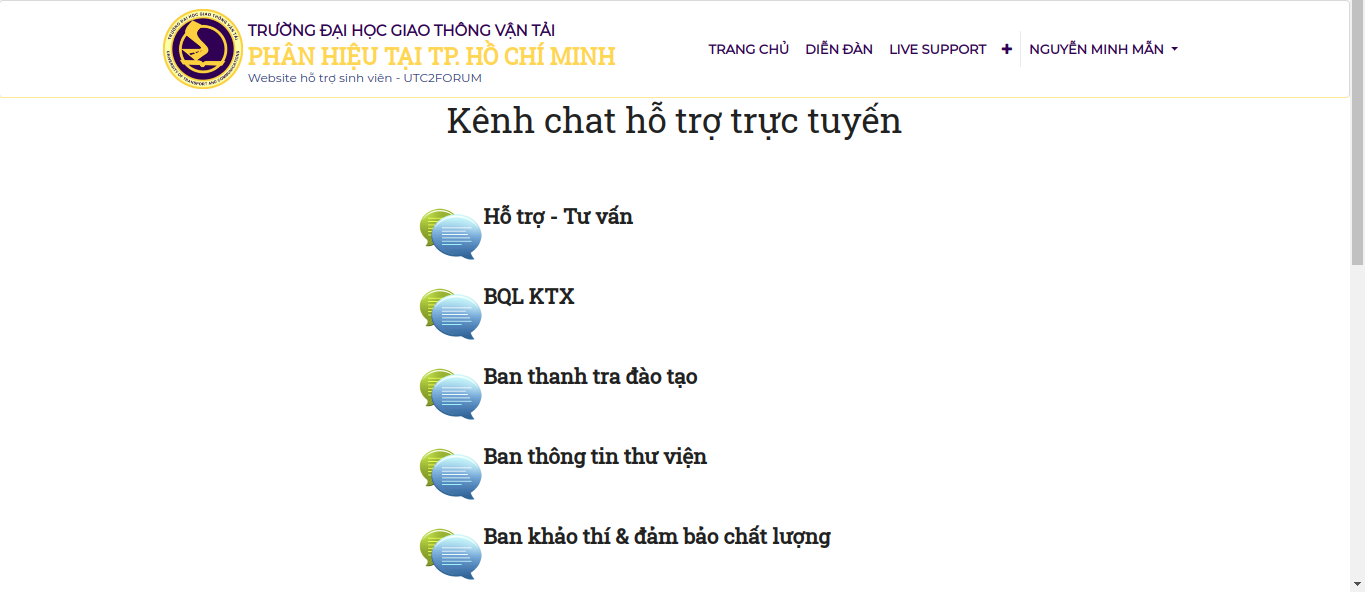 TRƯỜNG ĐẠI HỌC GIAO THÔNG VẬN TẢI
PHÂN HIỆU TẠI TP. HỒ CHÍ MINH
Website hỗ trợ sinh viên - UTC2FORUM
TRANG CHỦ DIỄN ĐÀN LIVE SUPPORT + NGUYỄN MINH MẪN
Kênh chat hỗ trợ trực tuyến
Hỗ trợ - Tư vấn
BQL KTX
Ban thanh tra đào tạo
Ban thông tin thư viện
Ban khảo thí & đảm bảo chất lượng